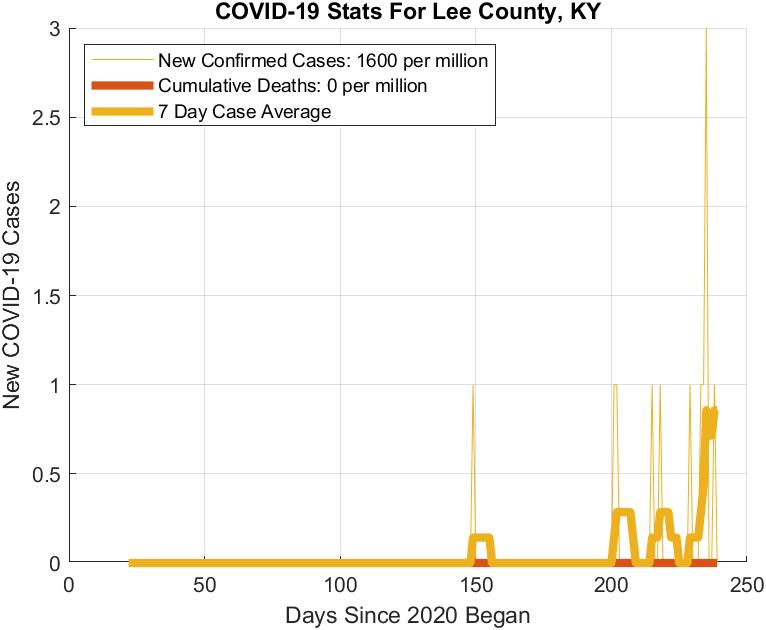 COVID-19 Stats For Lee County, KY
New Confirmed Cases: 1600 per million
Cumulative Deaths: 0 per million
7 Day Case Average
New COVID-19 Cases
3
2.5
2
1.5
1
0.5
0
0 50 100 150 200 250
Days Since 2020 Began